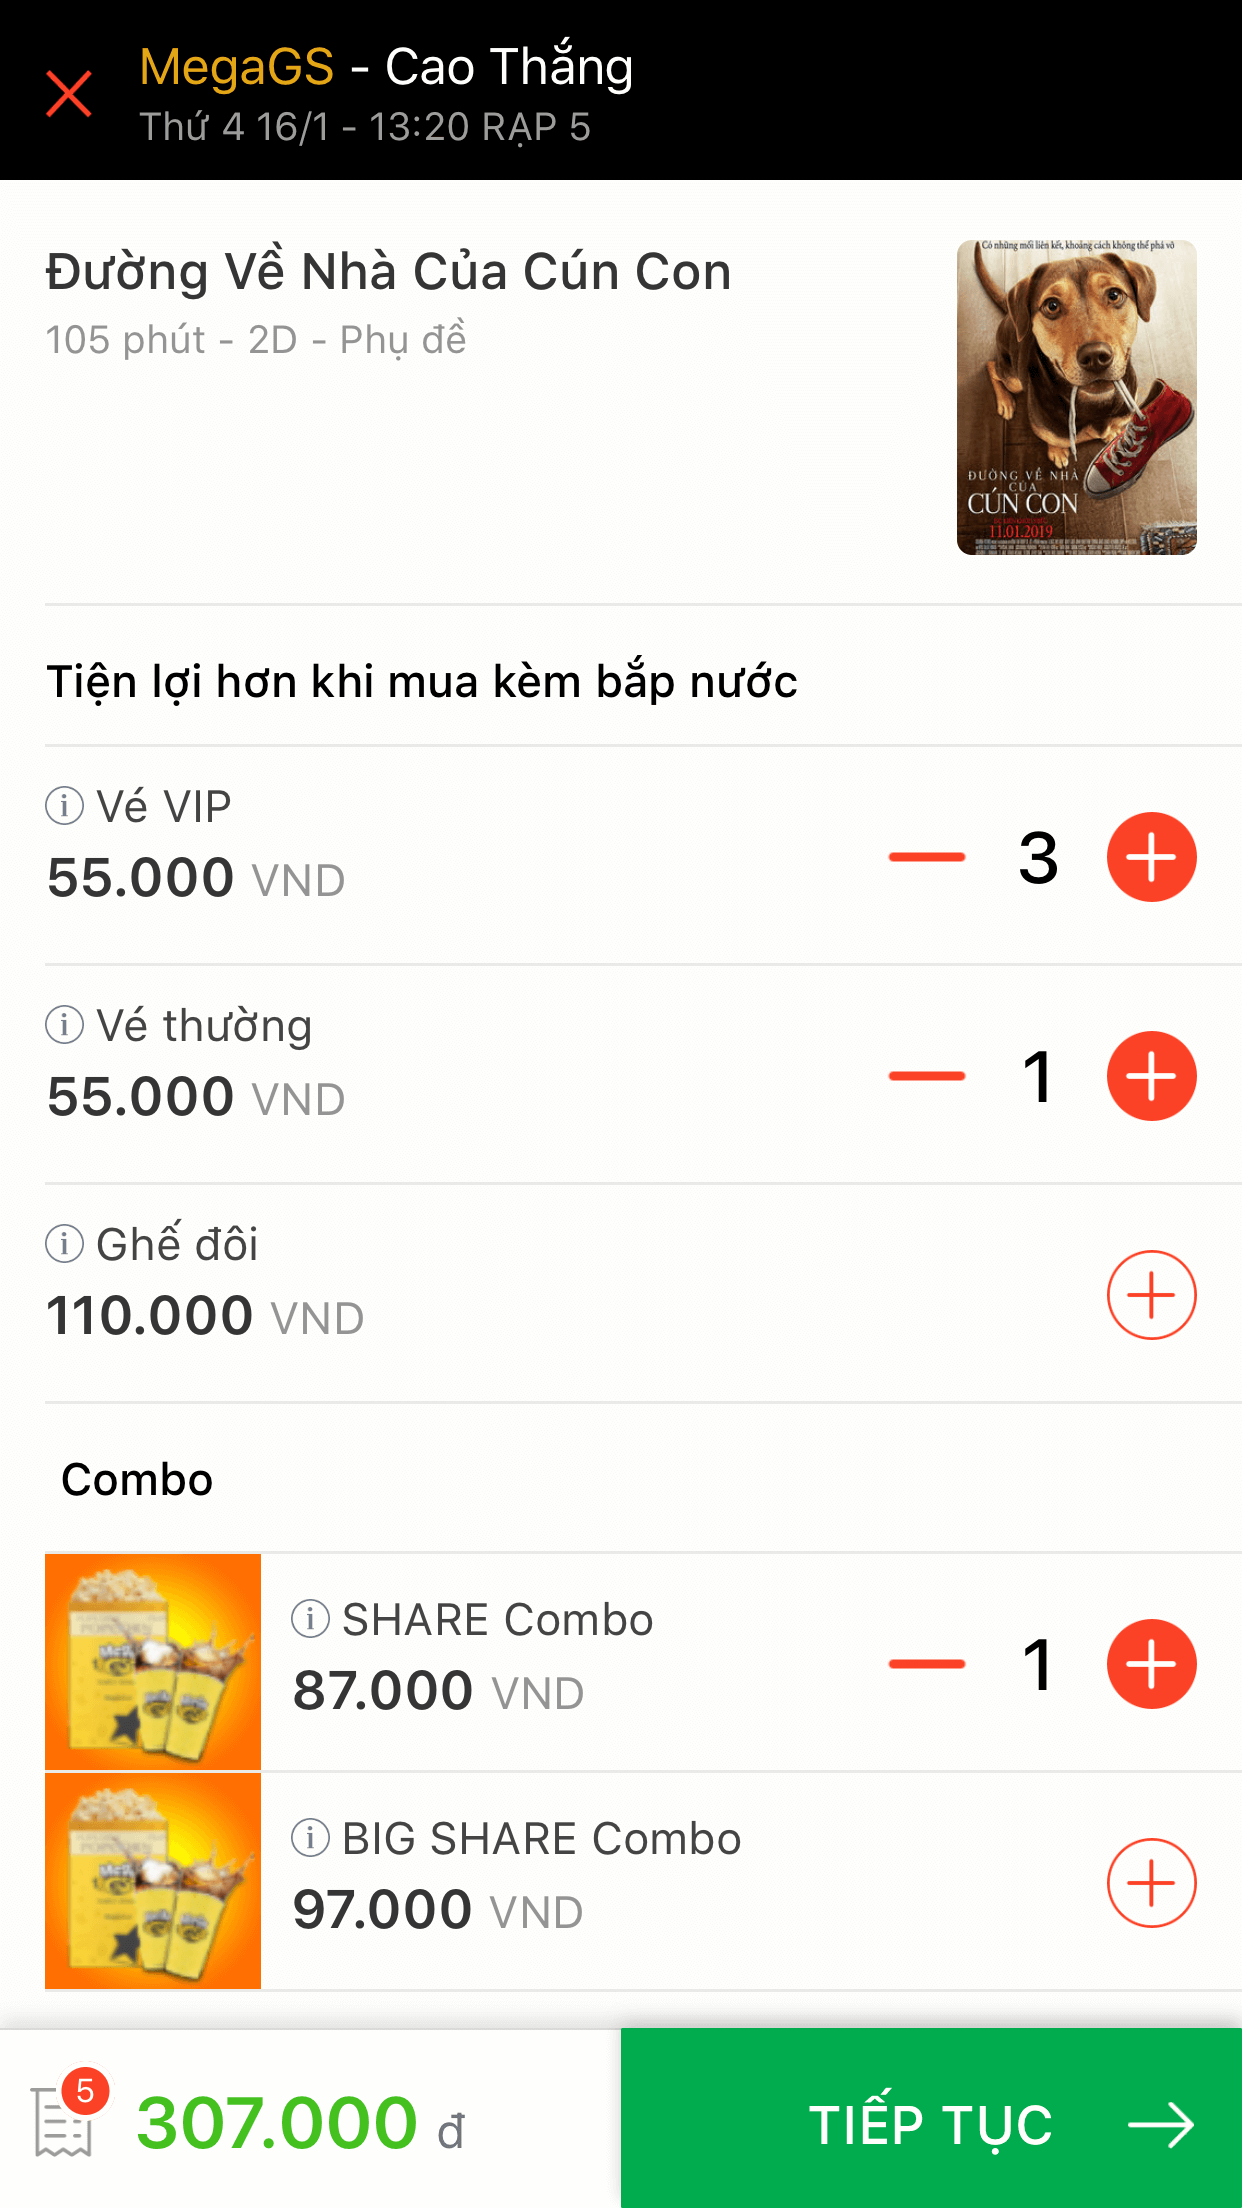 MegaGS - Cao Thắng
Thứ 4 16/1 - 13:20 RẠP 5
Đường Về Nhà Của Cún Con
105 phút - 2D - Phụ đề
Có những mối liên kết, khoảng cách không thể phá vỡ
ĐƯỜNG VỀ NHÀ
CỦA
CÚN CON
11.01.2019
Tiện lợi hơn khi mua kèm bắp nước
Vé VIP
55.000 VND
3
Vé thường
55.000 VND
1
Ghế đôi
110.000 VND
Combo
SHARE Combo
87.000 VND
1
BIG SHARE Combo
97.000 VND
5
307.000 đ
TIẾP TỤC